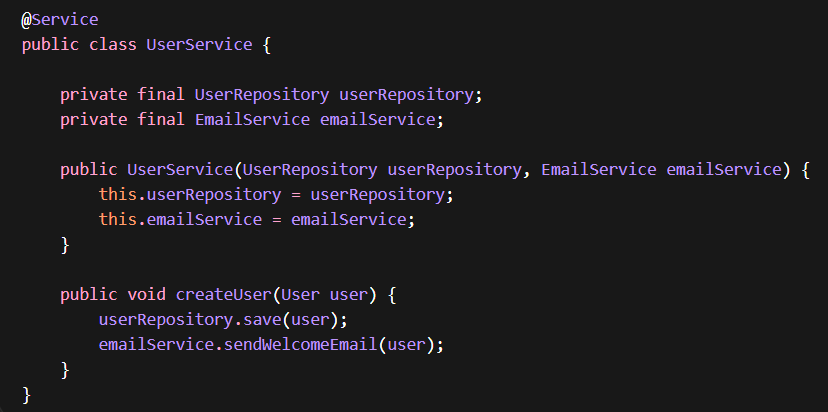 @Service
public class UserService {
private final UserRepository userRepository;
private final EmailService emailService;
public UserService(UserRepository userRepository, EmailService emailService) {
this.userRepository = userRepository;
this.emailService = emailService;
}
public void createUser(User user) {
userRepository.save(user);
emailService.sendWelcomeEmail(user);
}
}